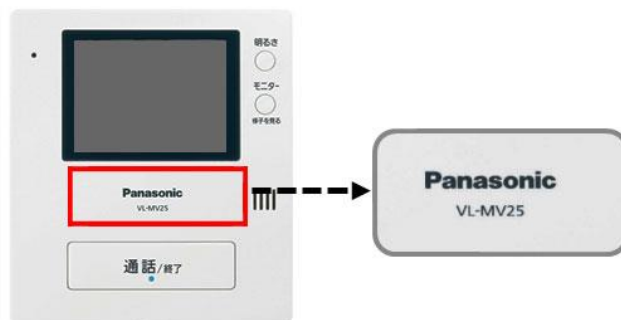 明るさ
モニター
様子を見る
Panasonic
VL-MV25
通話/終了
Panasonic
VL-MV25